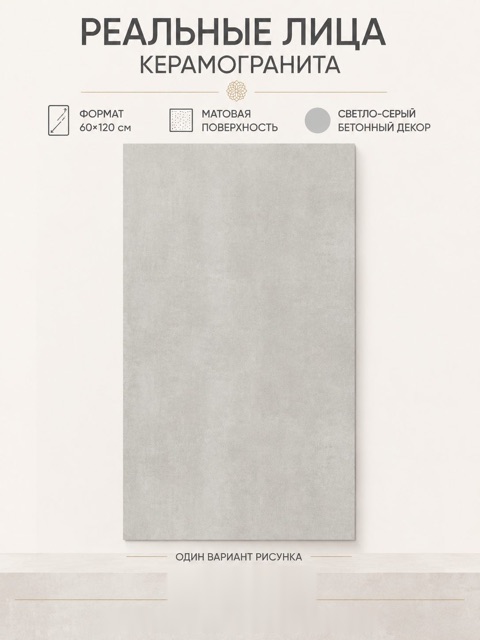 РЕАЛЬНЫЕ ЛИЦА
КЕРАМОГРАНИТА
ФОРМАТ
60×120 см
МАТОВАЯ
ПОВЕРХНОСТЬ
СВЕТЛО-СЕРЫЙ
БЕТОННЫЙ ДЕКОР
ОДИН ВАРИАНТ РИСУНКА